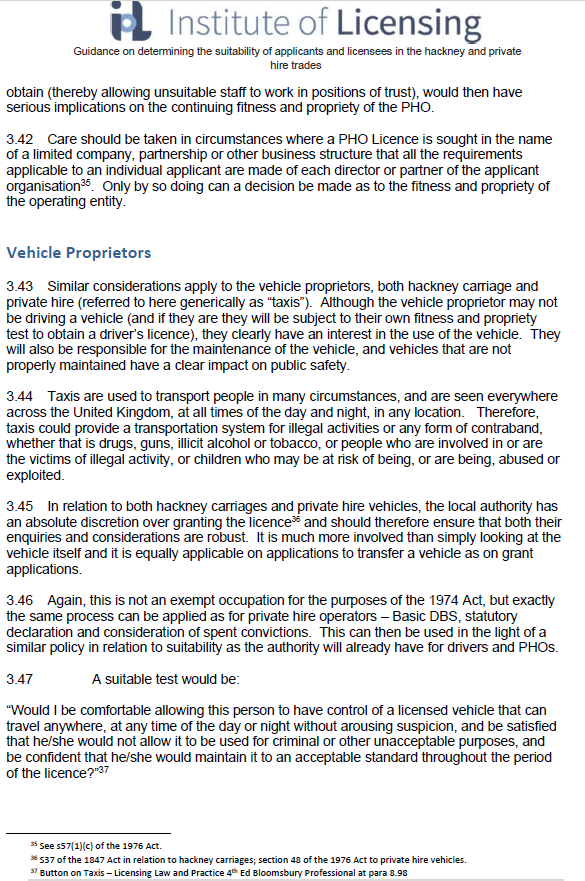 iL Institute of Licensing
Guidance on determining the suitability of applicants and licensees in the hackney and private
hire trades
obtain (thereby allowing unsuitable staff to work in positions of trust), would then have
serious implications on the continuing fitness and propriety of the PHO.
3.42 Care should be taken in circumstances where a PHO Licence is sought in the name
of a limited company, partnership or other business structure that all the requirements
applicable to an individual applicant are made of each director or partner of the applicant
organisation³⁵. Only by so doing can a decision be made as to the fitness and propriety of
the operating entity.
Vehicle Proprietors
3.43 Similar considerations apply to the vehicle proprietors, both hackney carriage and
private hire (referred to here generically as “taxis”). Although the vehicle proprietor may not
be driving a vehicle (and if they are they will be subject to their own fitness and propriety
test to obtain a driver’s licence), they clearly have an interest in the use of the vehicle. They
will also be responsible for the maintenance of the vehicle, and vehicles that are not
properly maintained have a clear impact on public safety.
3.44 Taxis are used to transport people in many circumstances, and are seen everywhere
across the United Kingdom, at all times of the day and night, in any location. Therefore,
taxis could provide a transportation system for illegal activities or any form of contraband,
whether that is drugs, guns, illicit alcohol or tobacco, or people who are involved in or are
the victims of illegal activity, or children who may be at risk of being, or are being, abused or
exploited.
3.45 In relation to both hackney carriages and private hire vehicles, the local authority has
an absolute discretion over granting the licence³⁶ and should therefore ensure that both their
enquiries and considerations are robust. It is much more involved than simply looking at the
vehicle itself and it is equally applicable on applications to transfer a vehicle as on grant
applications.
3.46 Again, this is not an exempt occupation for the purposes of the 1974 Act, but exactly
the same process can be applied as for private hire operators – Basic DBS, statutory
declaration and consideration of spent convictions. This can then be used in the light of a
similar policy in relation to suitability as the authority will already have for drivers and PHOs.
3.47 A suitable test would be:
“Would I be comfortable allowing this person to have control of a licensed vehicle that can
travel anywhere, at any time of the day or night without arousing suspicion, and be satisfied
that he/she would not allow it to be used for criminal or other unacceptable purposes, and
be confident that he/she would maintain it to an acceptable standard throughout the period
of the licence?”³⁷
³⁵ See s57(1)(c) of the 1976 Act.
³⁶ S37 of the 1847 Act in relation to hackney carriages; section 48 of the 1976 Act to private hire vehicles.
³⁷ Button on Taxis – Licensing Law and Practice 4th Ed Bloomsbury Professional at para 8.98